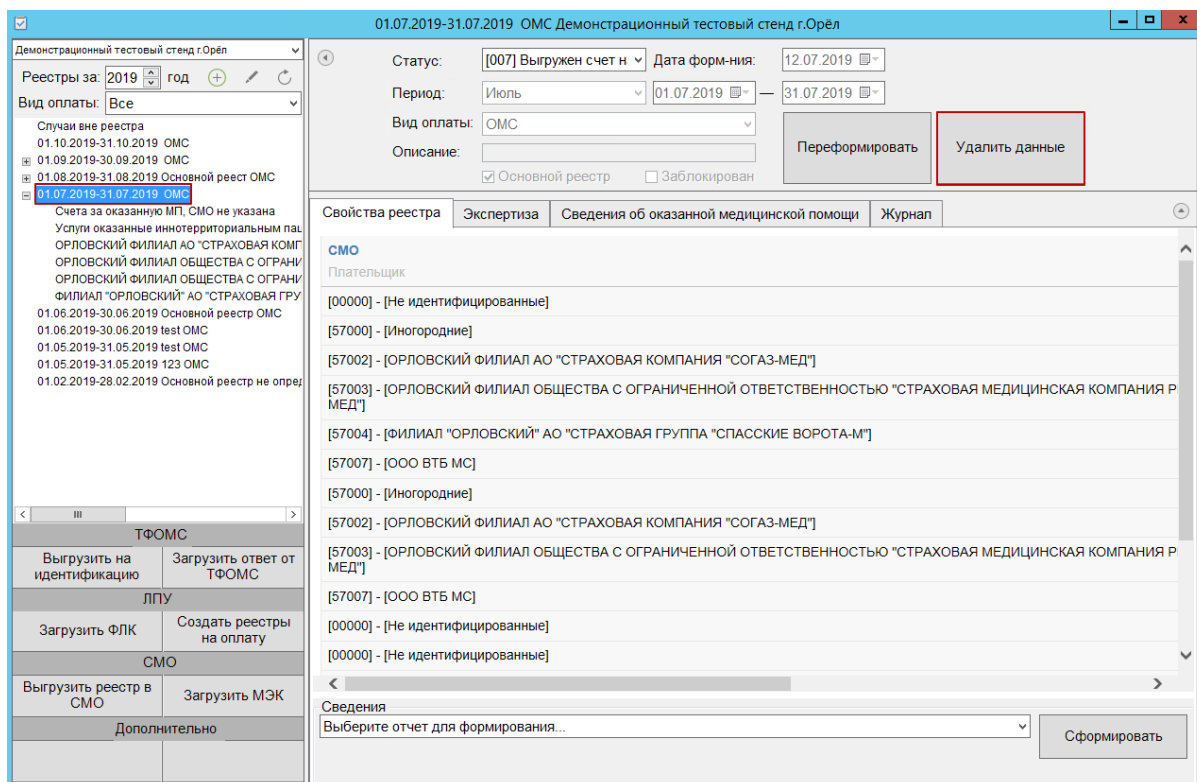 01.07.2019-31.07.2019 ОМС Демонстрационный тестовый стенд г.Орёл
Демонстрационный тестовый стенд г.Орёл
Реестры за: 2019 год
Вид оплаты: Все
Случаи вне реестра
01.10.2019-31.10.2019 ОМС
01.09.2019-30.09.2019 ОМС
01.08.2019-31.08.2019 Основной реест ОМС
01.07.2019-31.07.2019 ОМС
Счета за оказанную МП, СМО не указана
Услуги оказанные иннотерриториальным пац
ОРЛОВСКИЙ ФИЛИАЛ АО "СТРАХОВАЯ КОМП
ОРЛОВСКИЙ ФИЛИАЛ ОБЩЕСТВА С ОГРАНИ
ОРЛОВСКИЙ ФИЛИАЛ ОБЩЕСТВА С ОГРАНИ
ФИЛИАЛ "ОРЛОВСКИЙ" АО "СТРАХОВАЯ ГРУ
01.06.2019-30.06.2019 Основной реестр ОМС
01.06.2019-30.06.2019 test ОМС
01.05.2019-31.05.2019 test ОМС
01.05.2019-31.05.2019 123 ОМС
01.02.2019-28.02.2019 Основной реестр не опред
ТФОМС
Выгрузить на идентификацию
Загрузить ответ от ТФОМС
ЛПУ
Загрузить ФЛК
Создать реестры на оплату
СМО
Выгрузить реестр в СМО
Загрузить МЭК
Дополнительно
Статус: [007] Выгружен счет н Дата форм-ния: 12.07.2019
Период: Июль 01.07.2019 — 31.07.2019
Вид оплаты: ОМС
Описание:
Основной реестр Заблокирован
Переформировать
Удалить данные
Свойства реестра Экспертиза Сведения об оказанной медицинской помощи Журнал
СМО
Плательщик
[00000] - [Не идентифицированные]
[57000] - [Иногородние]
[57002] - [ОРЛОВСКИЙ ФИЛИАЛ АО "СТРАХОВАЯ КОМПАНИЯ "СОГАЗ-МЕД"]
[57003] - [ОРЛОВСКИЙ ФИЛИАЛ ОБЩЕСТВА С ОГРАНИЧЕННОЙ ОТВЕТСТВЕННОСТЬЮ "СТРАХОВАЯ МЕДИЦИНСКАЯ КОМПАНИЯ Р
МЕД"]
[57004] - [ФИЛИАЛ "ОРЛОВСКИЙ" АО "СТРАХОВАЯ ГРУППА "СПАССКИЕ ВОРОТА-М"]
[57007] - [ООО ВТБ МС]
[57000] - [Иногородние]
[57002] - [ОРЛОВСКИЙ ФИЛИАЛ АО "СТРАХОВАЯ КОМПАНИЯ "СОГАЗ-МЕД"]
[57003] - [ОРЛОВСКИЙ ФИЛИАЛ ОБЩЕСТВА С ОГРАНИЧЕННОЙ ОТВЕТСТВЕННОСТЬЮ "СТРАХОВАЯ МЕДИЦИНСКАЯ КОМПАНИЯ Р
МЕД"]
[57007] - [ООО ВТБ МС]
[00000] - [Не идентифицированные]
[00000] - [Не идентифицированные]
Сведения
Выберите отчет для формирования...
Сформировать